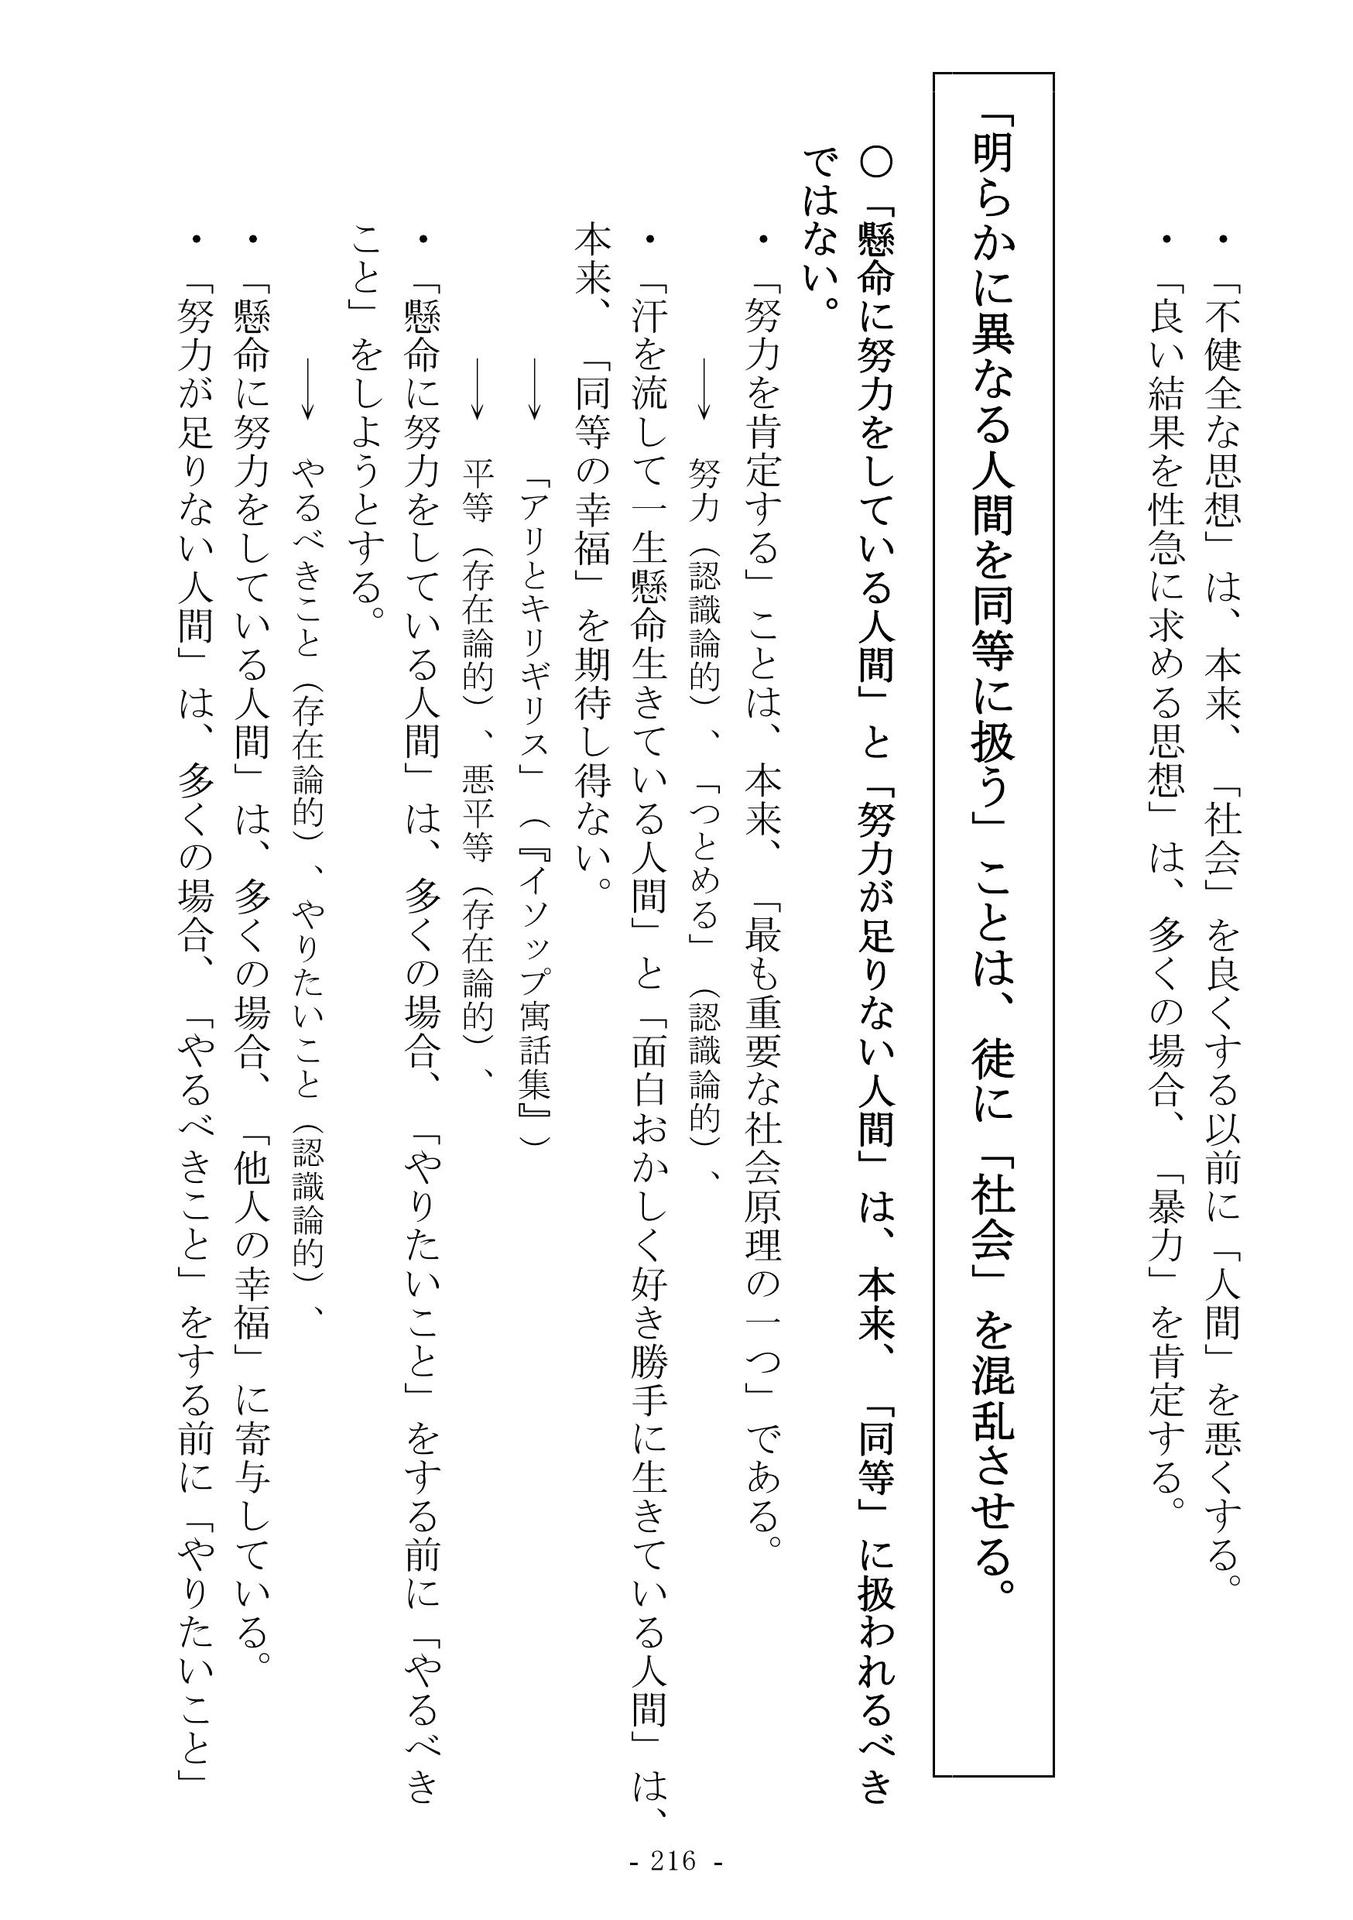 ・「不健全な思想」は、本来、「社会」を良くする以前に「人間」を悪くする。
・「良い結果を性急に求める思想」は、多くの場合、「暴力」を肯定する。
「明らかに異なる人間を同等に扱う」ことは、徒に「社会」を混乱させる。
〇「懸命に努力をしている人間」と「努力が足りない人間」は、本来、「同等」に扱われるべき
ではない。
・「努力を肯定する」ことは、本来、「最も重要な社会原理の一つ」である。
→ 努力（認識論的）、「つとめる」（認識論的）、
・「汗を流して一生懸命生きている人間」と「面白おかしく好き勝手に生きている人間」は、
本来、「同等の幸福」を期待し得ない。
→ 「アリとキリギリス」（『イソップ寓話集』）
→ 平等（存在論的）、悪平等（存在論的）、
・「懸命に努力をしている人間」は、多くの場合、「やりたいこと」をする前に「やるべき
こと」をしようとする。
→ やるべきこと（存在論的）、やりたいこと（認識論的）、
・「懸命に努力をしている人間」は、多くの場合、「他人の幸福」に寄与している。
・「努力が足りない人間」は、多くの場合、「やるべきこと」をする前に「やりたいこと」
- 216 -